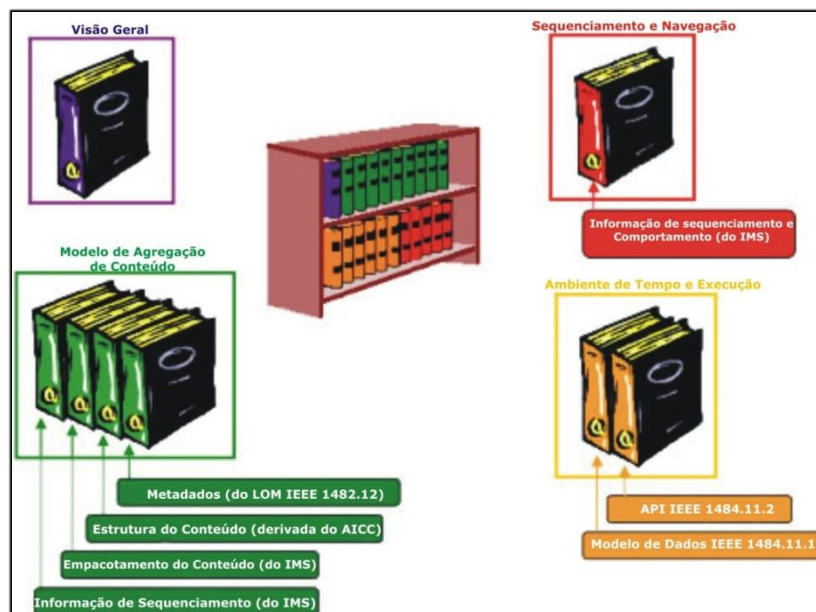 Visão Geral
Sequenciamento e Navegação
Informação de sequenciamento e
Comportamento (do IMS)
Modelo de Agregação
de Conteúdo
Ambiente de Tempo e Execução
Metadados (do LOM IEEE 1482.12)
Estrutura do Conteúdo (derivada do AICC)
Empacotamento do Conteúdo (do IMS)
Informação de Sequenciamento (do IMS)
API IEEE 1484.11.2
Modelo de Dados IEEE 1484.11.1